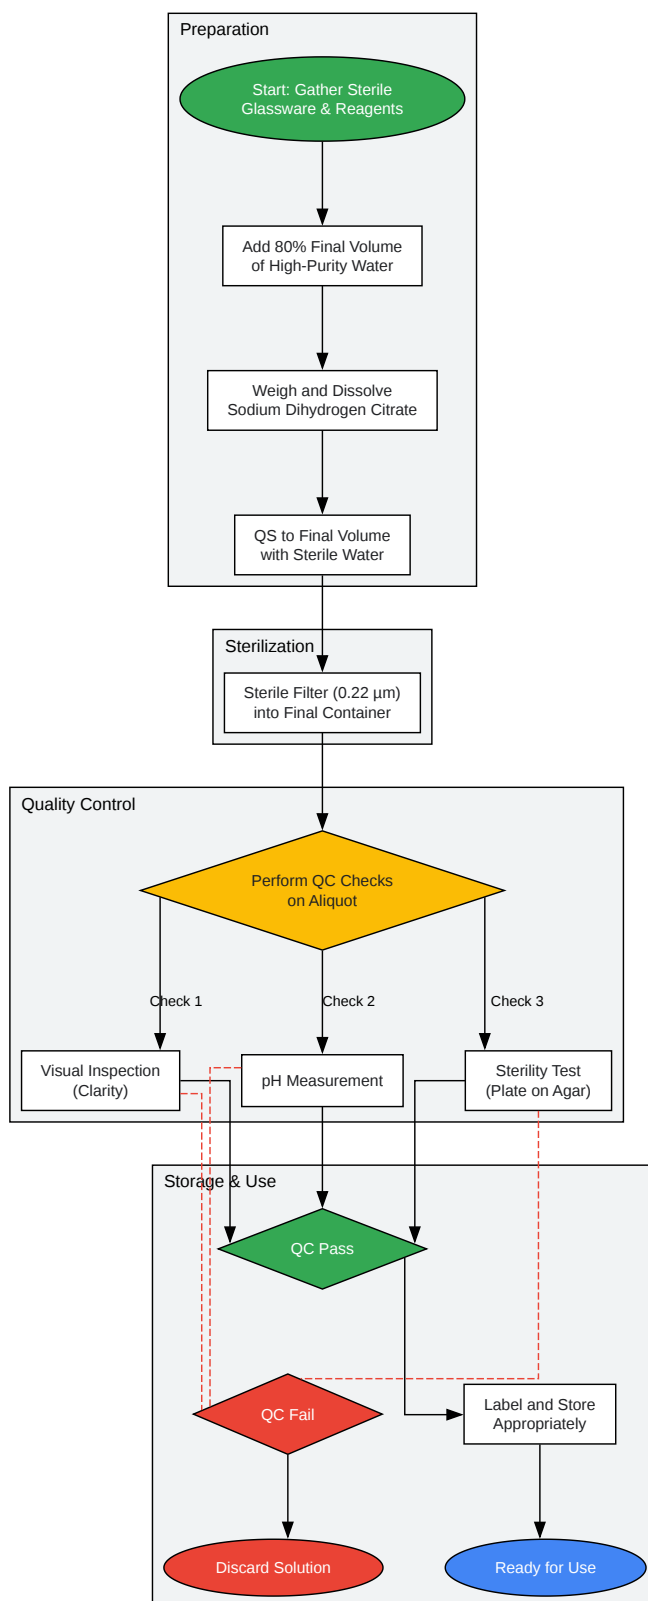 Preparation
Start: Gather Sterile
Glassware & Reagents
Add 80% Final Volume
of High-Purity Water
Weigh and Dissolve
Sodium Dihydrogen Citrate
QS to Final Volume
with Sterile Water
Sterilization
Sterile Filter (0.22 µm)
into Final Container
Quality Control
Perform QC Checks
on Aliquot
Check 1
Check 2
Check 3
Visual Inspection
(Clarity)
pH Measurement
Sterility Test
(Plate on Agar)
Storage & Use
QC Pass
QC Fail
Label and Store
Appropriately
Discard Solution
Ready for Use